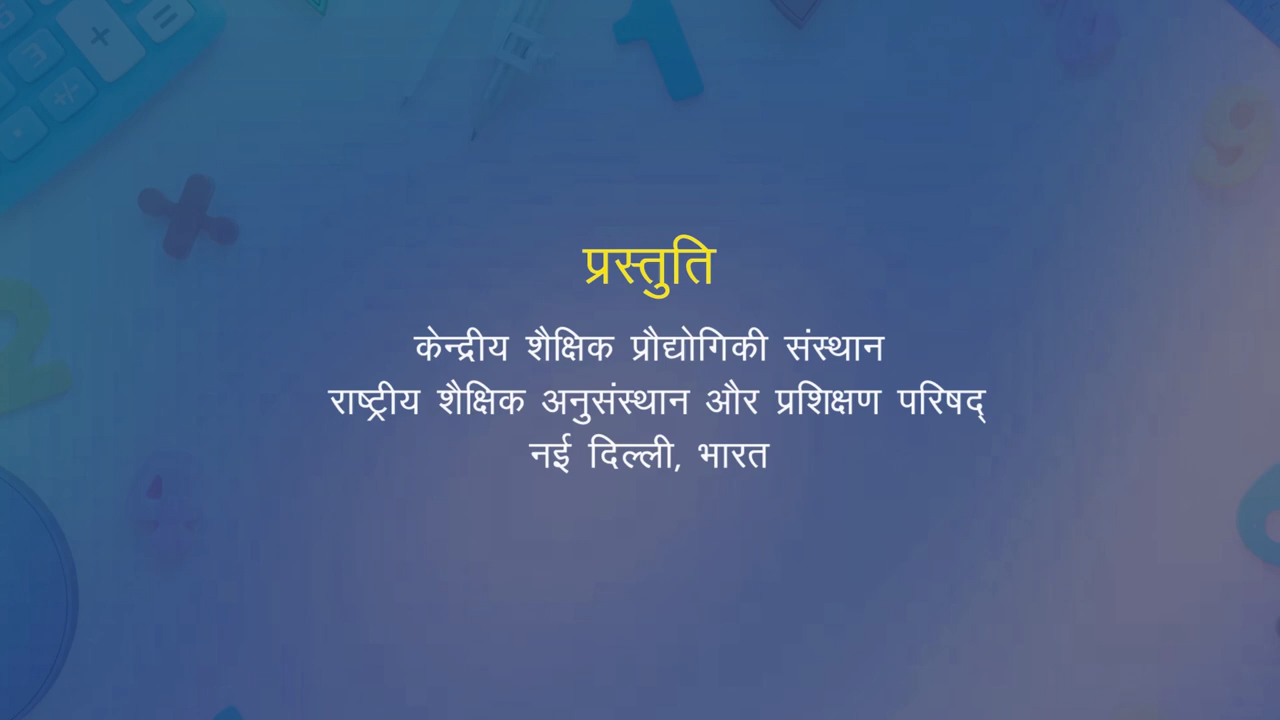 प्रस्तुति
केन्द्रीय शैक्षिक प्रौद्योगिकी संस्थान
राष्ट्रीय शैक्षिक अनुसंस्थान और प्रशिक्षण परिषद्
नई दिल्ली, भारत